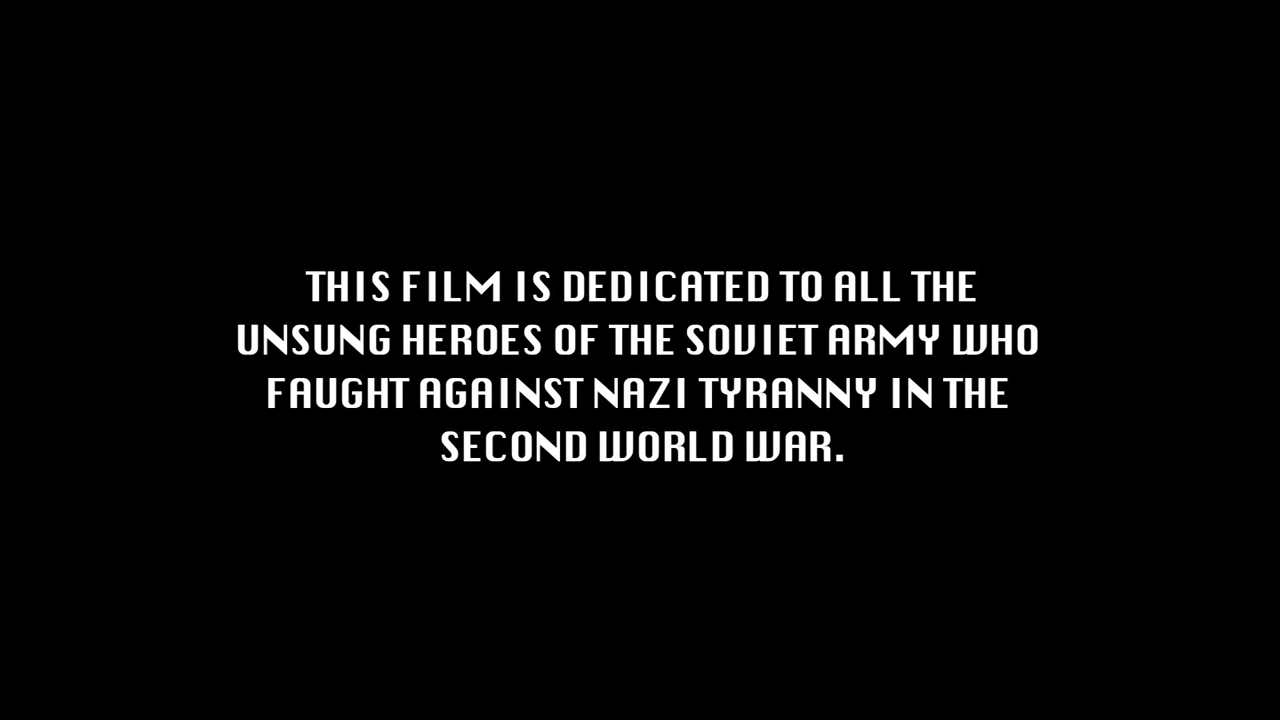 THIS FILM IS DEDICATED TO ALL THE
UNSUNG HEROES OF THE SOVIET ARMY WHO
FAUGHT AGAINST NAZI TYRANNY IN THE
SECOND WORLD WAR.